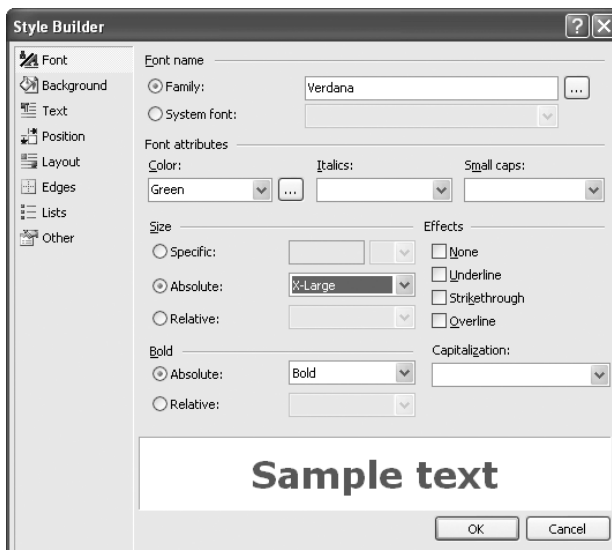 Style Builder
Font
Background
Text
Position
Layout
Edges
Lists
Other
Font name
Family: Verdana ...
System font:
Font attributes
Color: Italics: Small caps:
Green ...
Size Effects
Specific: None
Underline
Absolute: X-Large
Strikethrough
Relative: Overline
Bold Capitalization:
Absolute: Bold
Relative:
Sample text
OK Cancel